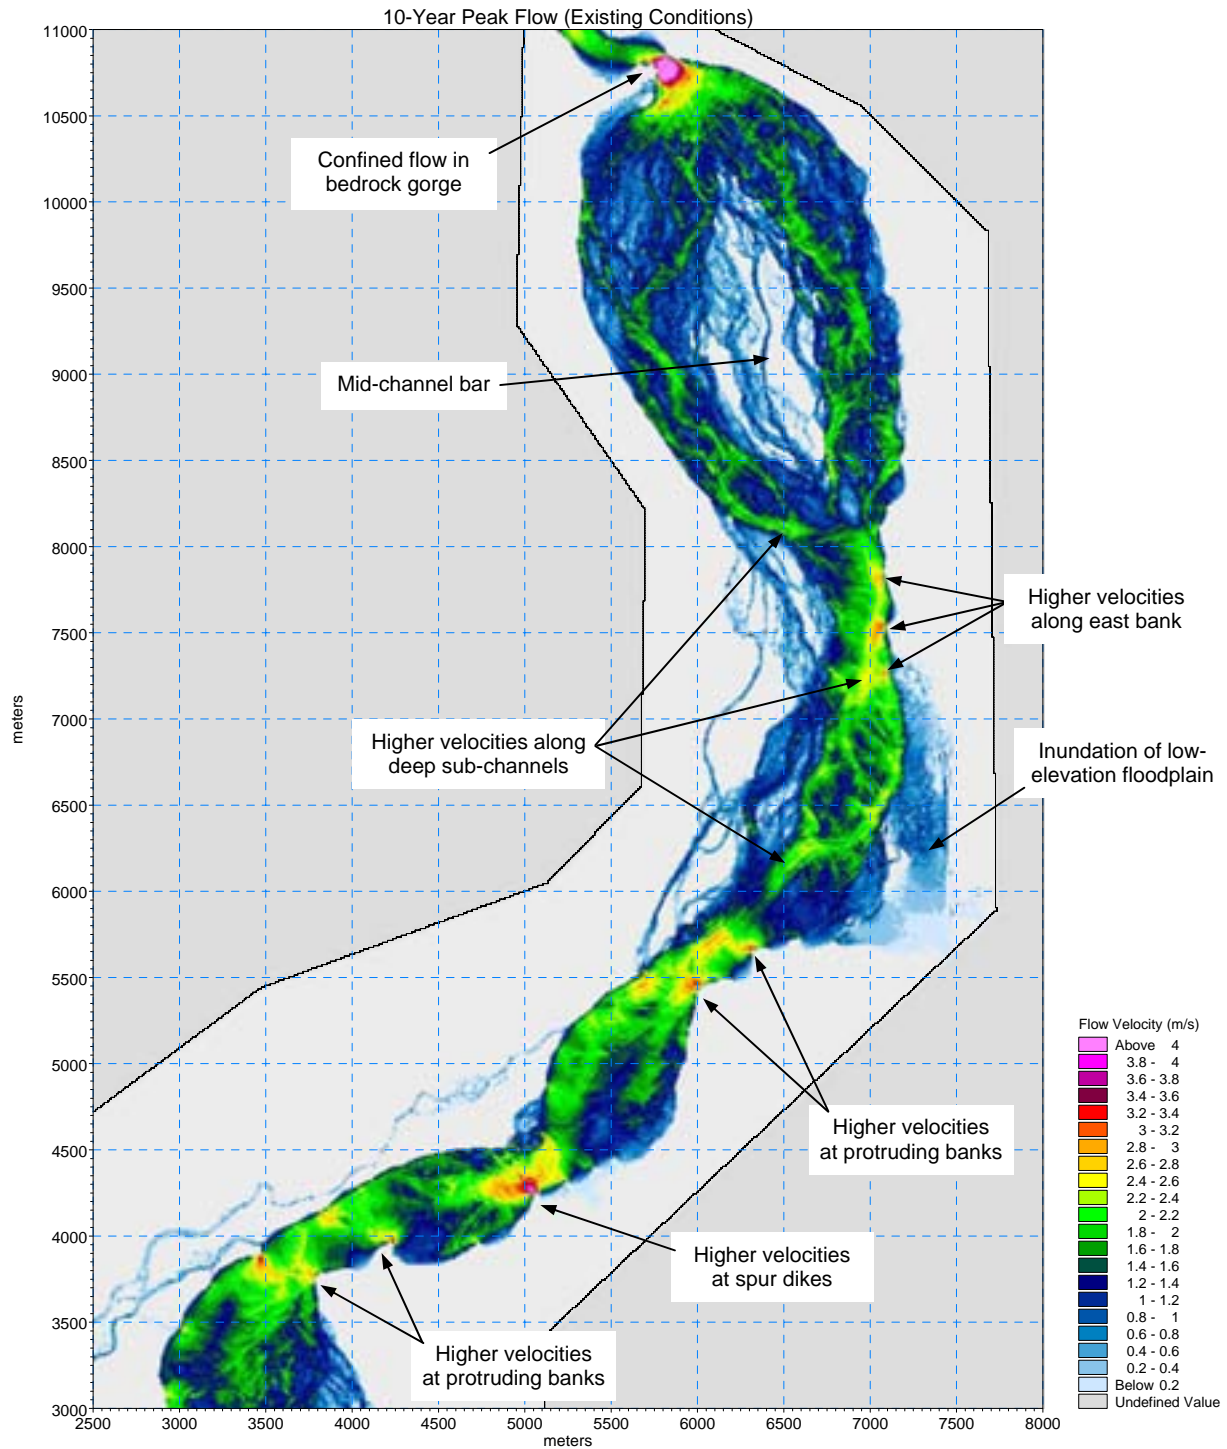 10-Year Peak Flow (Existing Conditions)
11000
10500
10000
9500
9000
8500
8000
7500
7000
6500
6000
5500
5000
4500
4000
3500
3000
meters
2500 3000 3500 4000 4500 5000 5500 6000 6500 7000 7500 8000
meters
Confined flow in
bedrock gorge
Mid-channel bar
Higher velocities
along east bank
Higher velocities along
deep sub-channels
Inundation of low-
elevation floodplain
Higher velocities
at protruding banks
Higher velocities
at spur dikes
Higher velocities
at protruding banks
Flow Velocity (m/s)
Above 4
3.8 - 4
3.6 - 3.8
3.4 - 3.6
3.2 - 3.4
3 - 3.2
2.8 - 3
2.6 - 2.8
2.4 - 2.6
2.2 - 2.4
2 - 2.2
1.8 - 2
1.6 - 1.8
1.4 - 1.6
1.2 - 1.4
1 - 1.2
0.8 - 1
0.6 - 0.8
0.4 - 0.6
0.2 - 0.4
Below 0.2
Undefined Value